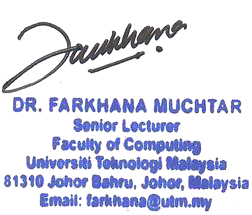 Farkhana
DR. FARKHANA MUCHTAR
Senior Lecturer
Faculty of Computing
Universiti Teknologi Malaysia
81310 Johor Bahru, Johor, Malaysia
Email: farkhana@utm.my